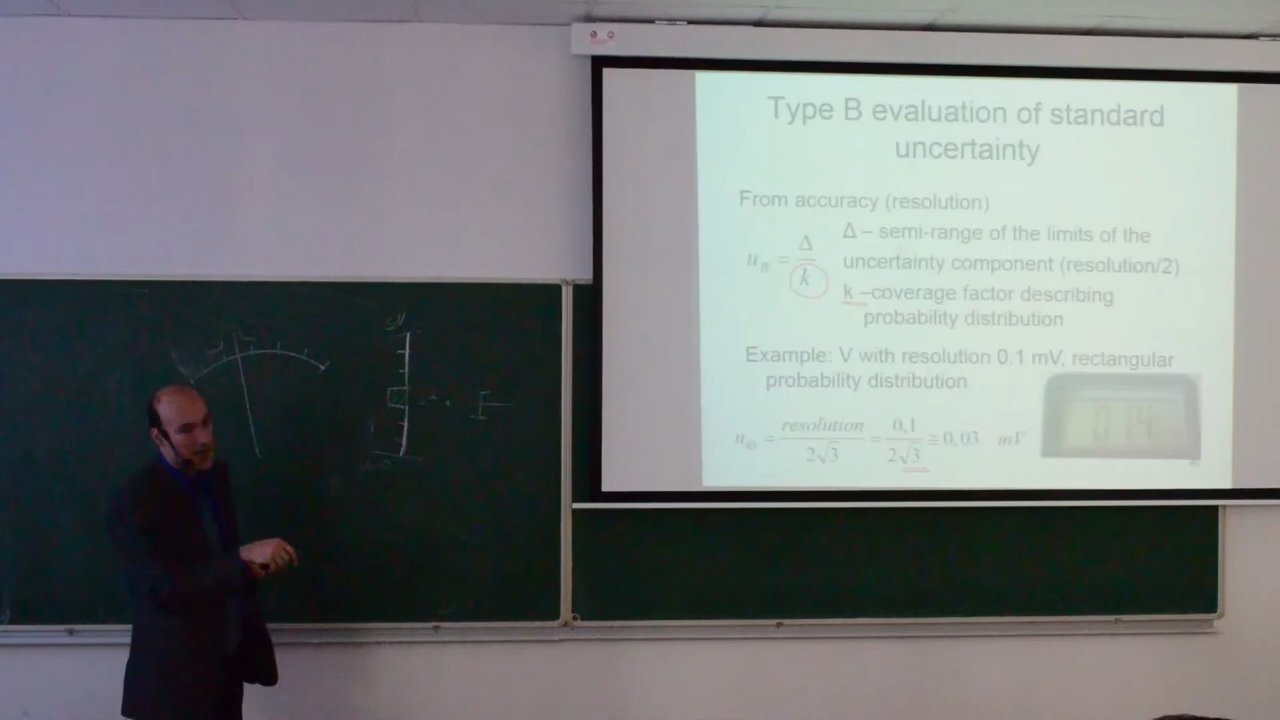 Type B evaluation of standard
uncertainty
From accuracy (resolution)
u_B = Δ / k
Δ – semi-range of the limits of the
uncertainty component (resolution/2)
k –coverage factor describing
probability distribution
Example: V with resolution 0.1 mV, rectangular
probability distribution
= resolution / 2√3 = 0,1 / 2√3 ≅ 0,03 mV
5V